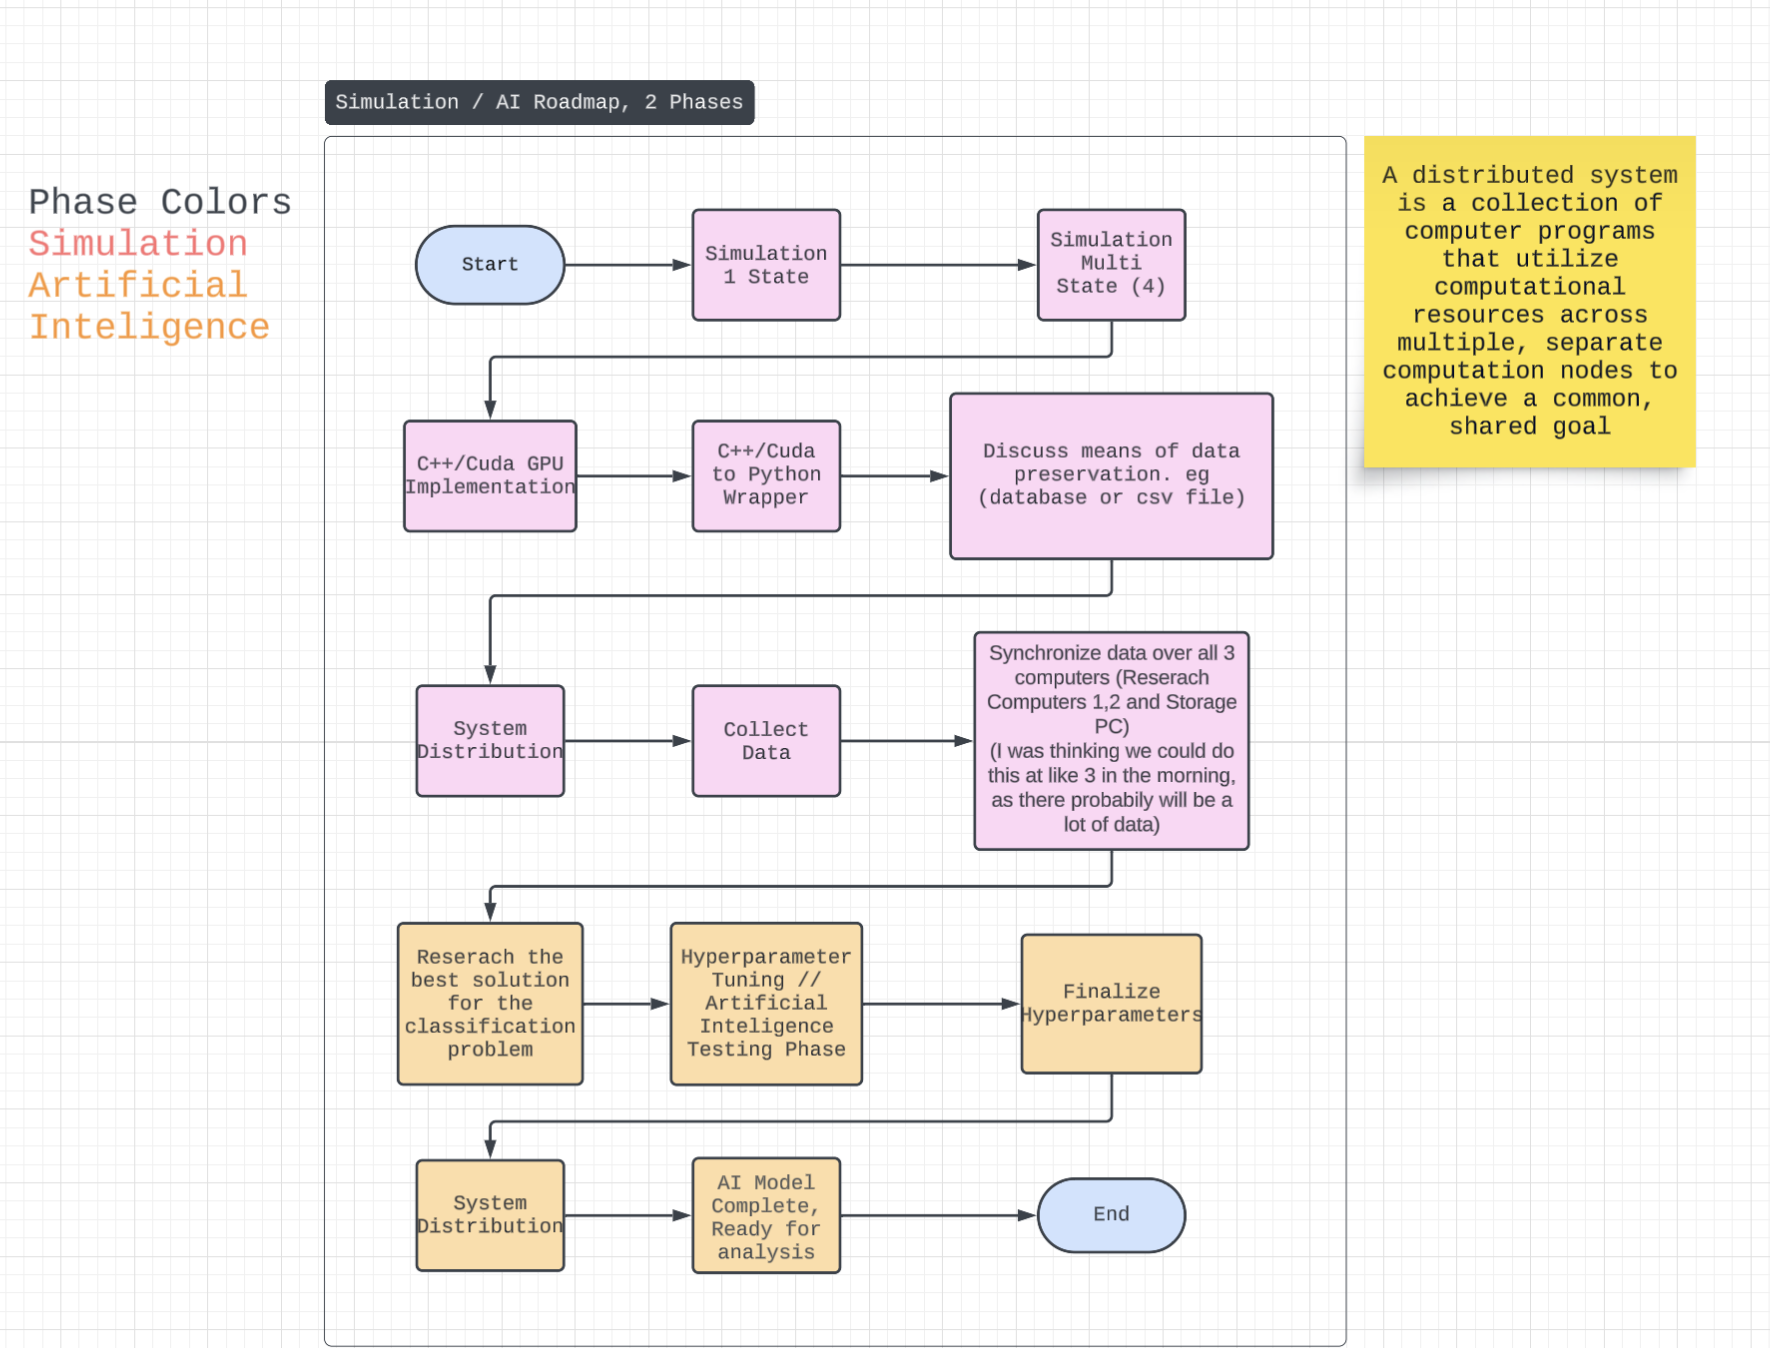 Simulation / AI Roadmap, 2 Phases
Phase Colors
Simulation
Artificial
Inteligence
Start
Simulation
1 State
Simulation
Multi
State (4)
C++/Cuda GPU
Implementation
C++/Cuda
to Python
Wrapper
Discuss means of data
preservation. eg
(database or csv file)
System
Distribution
Collect
Data
Synchronize data over all 3
computers (Reserach
Computers 1,2 and Storage
PC)
(I was thinking we could do
this at like 3 in the morning,
as there probabily will be a
lot of data)
Reserach the
best solution
for the
classification
problem
Hyperparameter
Tuning //
Artificial
Inteligence
Testing Phase
Finalize
Hyperparameters
System
Distribution
AI Model
Complete,
Ready for
analysis
End
A distributed system
is a collection of
computer programs
that utilize
computational
resources across
multiple, separate
computation nodes to
achieve a common,
shared goal